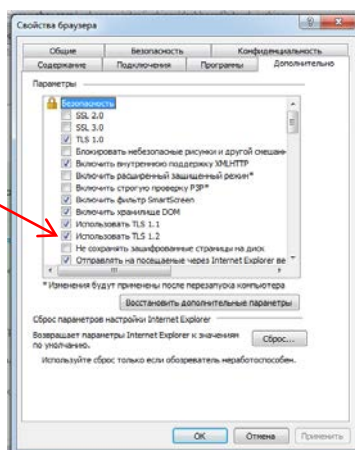 Свойства браузера
Общие Безопасность Конфиденциальность
Содержание Подключения Программы Дополнительно
Параметры
Безопасность
SSL 2.0
SSL 3.0
TLS 1.0
Блокировать небезопасные рисунки и другой смешанн
Включить внутреннюю поддержку XMLHTTP
Включить расширенный защищенный режим*
Включить строгую проверку P3P*
Включить фильтр SmartScreen
Включить хранилище DOM
Использовать TLS 1.1
Использовать TLS 1.2
Не сохранять зашифрованные страницы на диск
Отправлять на посещаемые через Internet Explorer ве
*Изменения будут применены после перезапуска компьютера
Восстановить дополнительные параметры
Сброс параметров настройки Internet Explorer
Возвращает параметры Internet Explorer к значениям
по умолчанию.
Сброс...
Используйте сброс только если обозреватель неработоспособен.
OK Отмена Применить